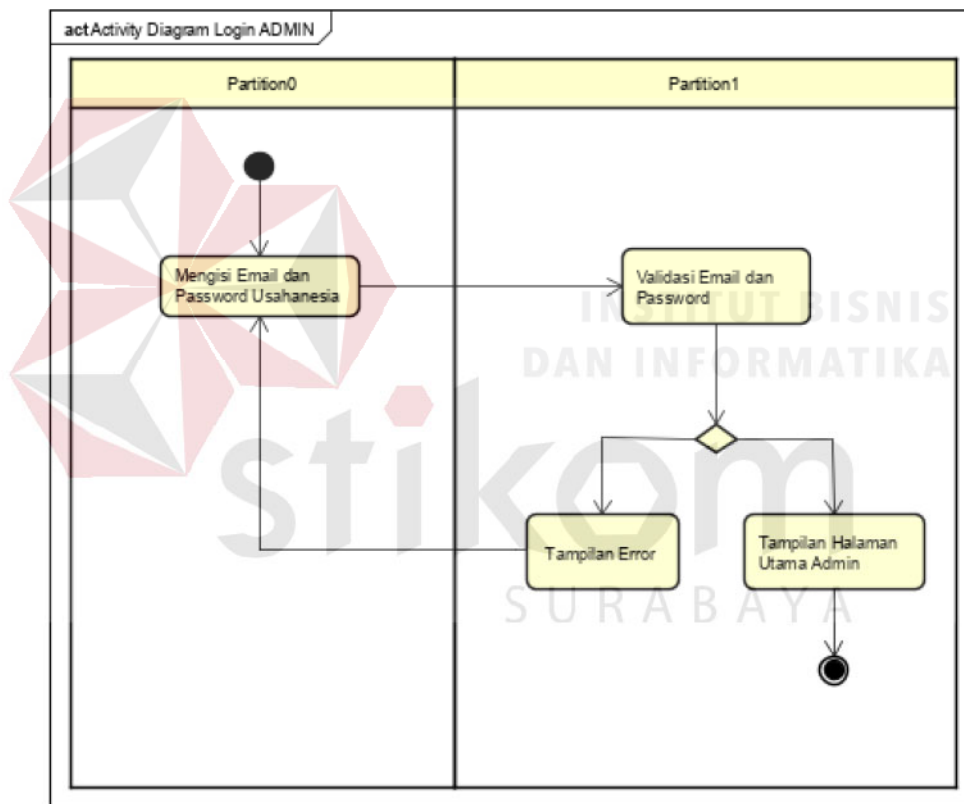 act Activity Diagram Login ADMIN
Partition0
Partition1
Mengisi Email dan
Password Usahanesia
Validasi Email dan
Password
INSTITUT BISNIS
DAN INFORMATIKA
stikom
Tampilan Error
Tampilan Halaman
Utama Admin
SURABAYA